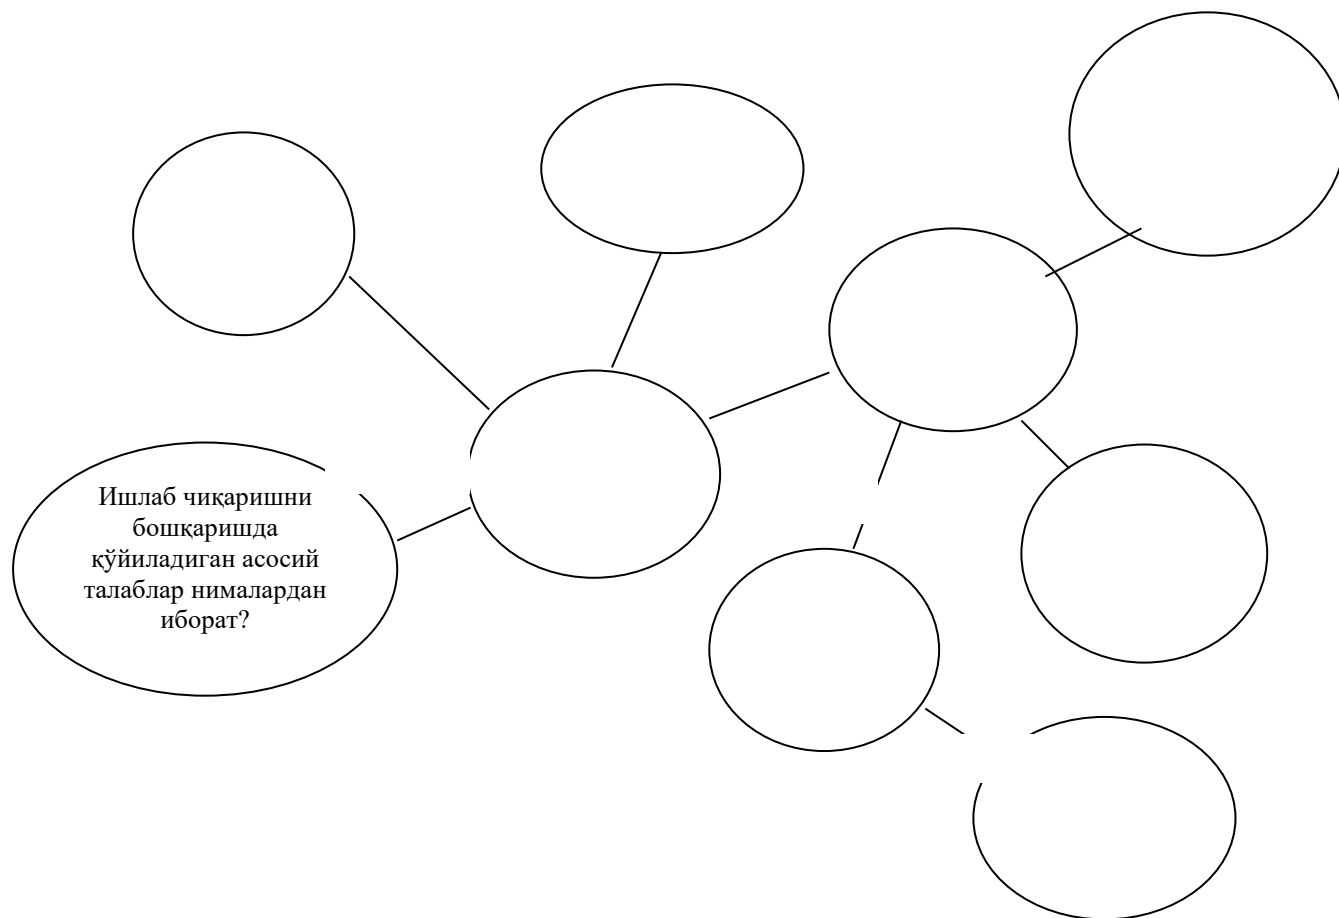 Ишлаб чиқаришни
бошқаришда
қўйиладиган асосий
талаблар нималардан
иборат?